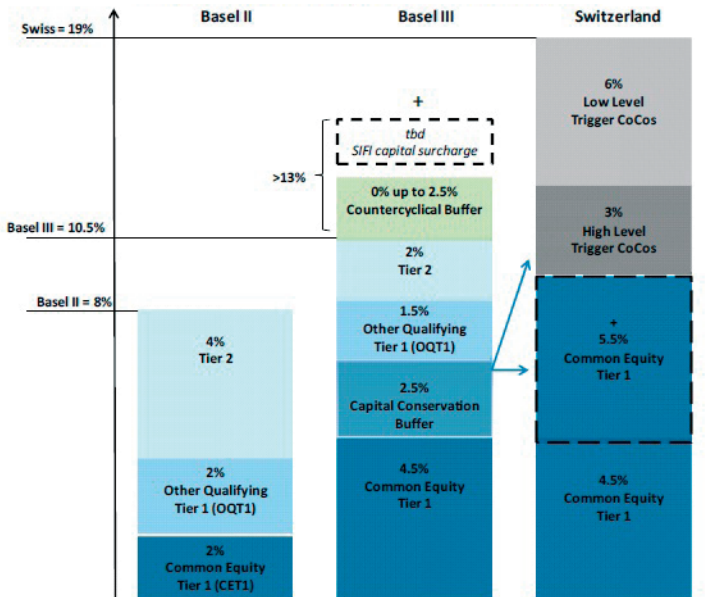 Basel II
Basel III
Switzerland
Swiss = 19%
Basel III = 10.5%
Basel II = 8%
4%
Tier 2
2%
Other Qualifying
Tier 1 (OQT1)
2%
Common Equity
Tier 1 (CET1)
+
tbd
SIFI capital surcharge
>13%
0% up to 2.5%
Countercyclical Buffer
2%
Tier 2
1.5%
Other Qualifying
Tier 1 (OQT1)
2.5%
Capital Conservation
Buffer
4.5%
Common Equity
Tier 1
6%
Low Level
Trigger CoCos
3%
High Level
Trigger CoCos
+
5.5%
Common Equity
Tier 1
4.5%
Common Equity
Tier 1